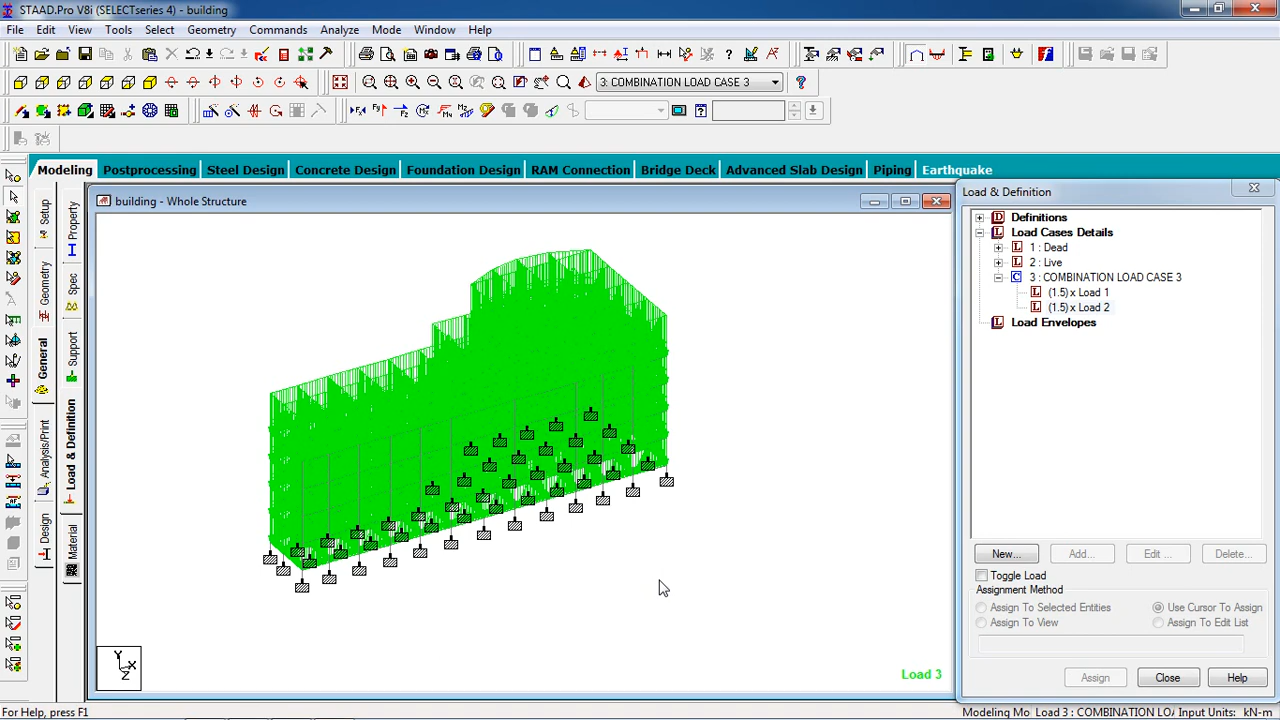 STAAD.Pro V8i (SELECTseries 4) - building
File Edit View Tools Select Geometry Commands Analyze Mode Window Help
3: COMBINATION LOAD CASE 3
Modeling Postprocessing Steel Design Concrete Design Foundation Design RAM Connection Bridge Deck Advanced Slab Design Piping Earthquake
building - Whole Structure
Setup
Geometry
General
Analysis/Print
Design
Property
Spec
Support
Load & Definition
Material
Y
X
Z
Load 3
Load & Definition
Definitions
Load Cases Details
1 : Dead
2 : Live
3 : COMBINATION LOAD CASE 3
(1.5) x Load 1
(1.5) x Load 2
Load Envelopes
New... Add... Edit ... Delete...
Toggle Load
Assignment Method
Assign To Selected Entities Use Cursor To Assign
Assign To View Assign To Edit List
Assign Close Help
For Help, press F1
Modeling Mo Load 3 : COMBINATION LOA Input Units: kN-m